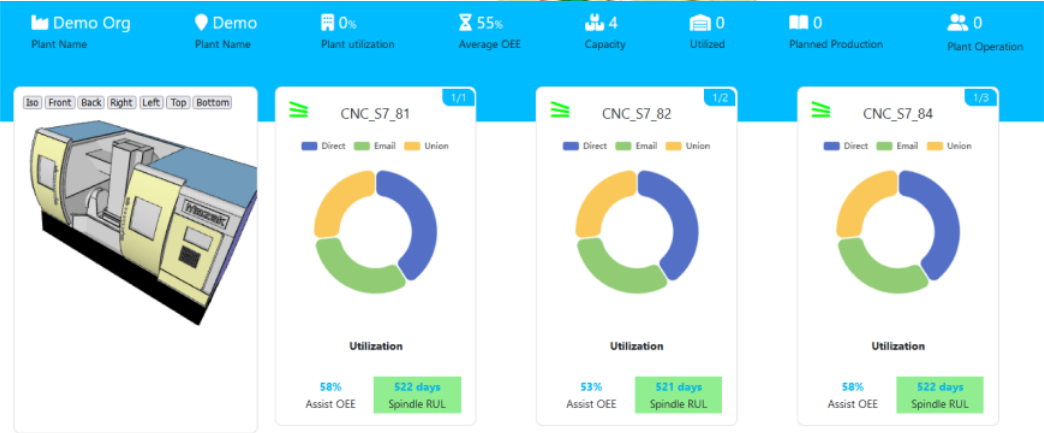 Demo Org
Plant Name
Demo
Plant Name
0%
Plant utilization
55%
Average OEE
4
Capacity
0
Utilized
0
Planned Production
0
Plant Operation
Iso Front Back Right Left Top Bottom
Mazak
1/1
CNC_S7_81
Direct Email Union
Utilization
58%
Assist OEE
522 days
Spindle RUL
1/2
CNC_S7_82
Direct Email Union
Utilization
53%
Assist OEE
521 days
Spindle RUL
1/3
CNC_S7_84
Direct Email Union
Utilization
58%
Assist OEE
522 days
Spindle RUL